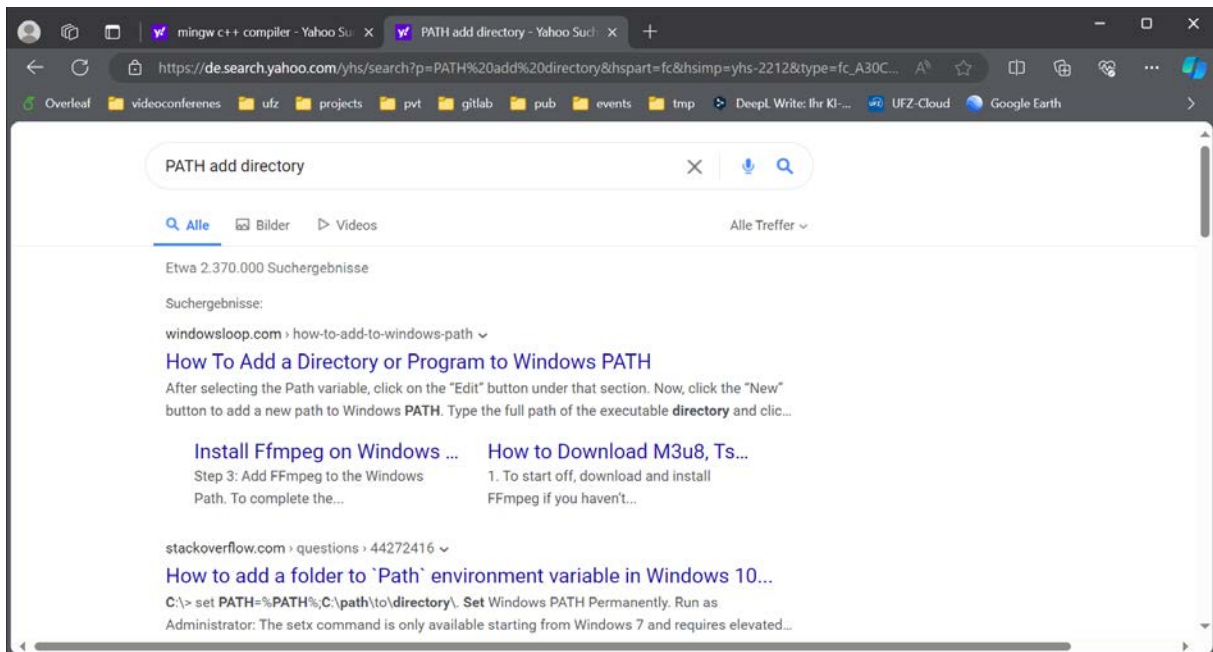 mingw c++ compiler - Yahoo Su
PATH add directory - Yahoo Such
https://de.search.yahoo.com/yhs/search?p=PATH%20add%20directory&hspart=fc&hsimp=yhs-2212&type=fc_A30C...
Overleaf videoconferenes ufz projects pvt gitlab pub events tmp DeepL Write: Ihr KI-... UFZ-Cloud Google Earth
PATH add directory
Alle Bilder Videos Alle Treffer
Etwa 2.370.000 Suchergebnisse
Suchergebnisse:
windowsloop.com › how-to-add-to-windows-path
How To Add a Directory or Program to Windows PATH
After selecting the Path variable, click on the “Edit” button under that section. Now, click the “New”
button to add a new path to Windows PATH. Type the full path of the executable directory and clic...
Install Ffmpeg on Windows ...
Step 3: Add FFmpeg to the Windows
Path. To complete the...
How to Download M3u8, Ts...
1. To start off, download and install
FFmpeg if you haven't...
stackoverflow.com › questions › 44272416
How to add a folder to `Path` environment variable in Windows 10...
C:\> set PATH=%PATH%;C:\path\to\directory\. Set Windows PATH Permanently. Run as
Administrator: The setx command is only available starting from Windows 7 and requires elevated...